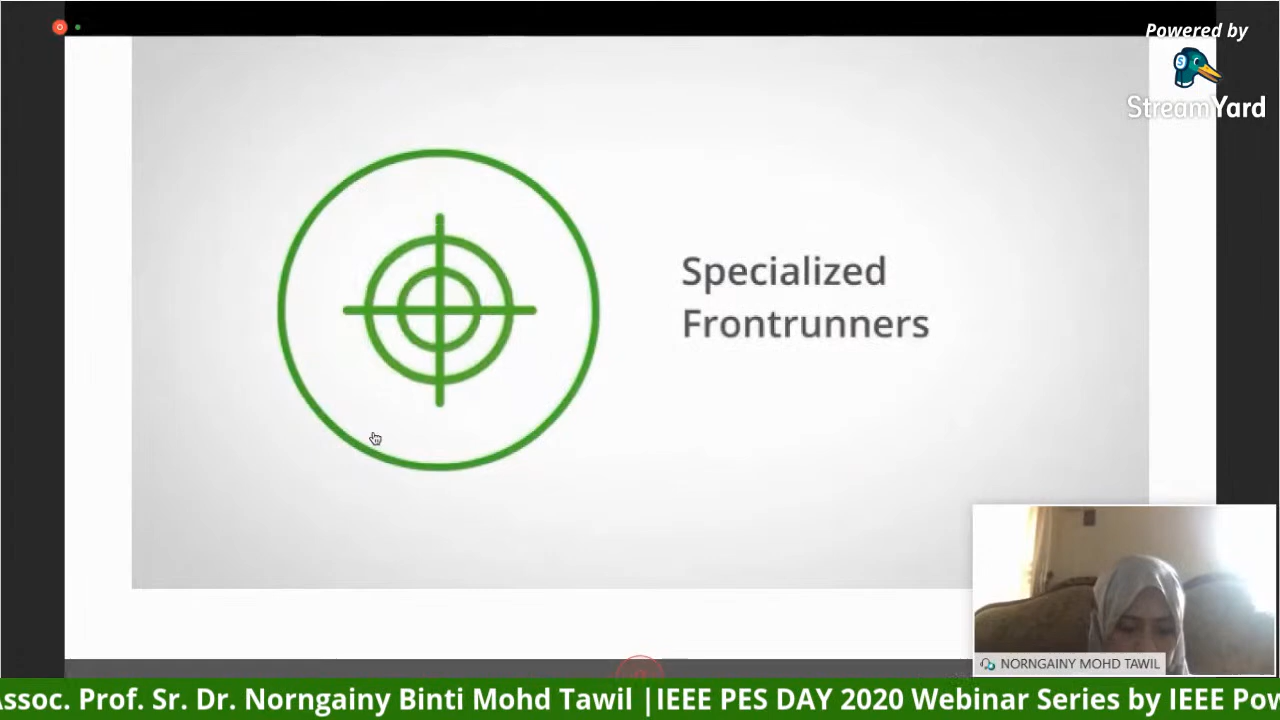 Powered by
StreamYard
Specialized
Frontrunners
NORNGAINY MOHD TAWIL
Assoc. Prof. Sr. Dr. Norngainy Binti Mohd Tawil |IEEE PES DAY 2020 Webinar Series by IEEE